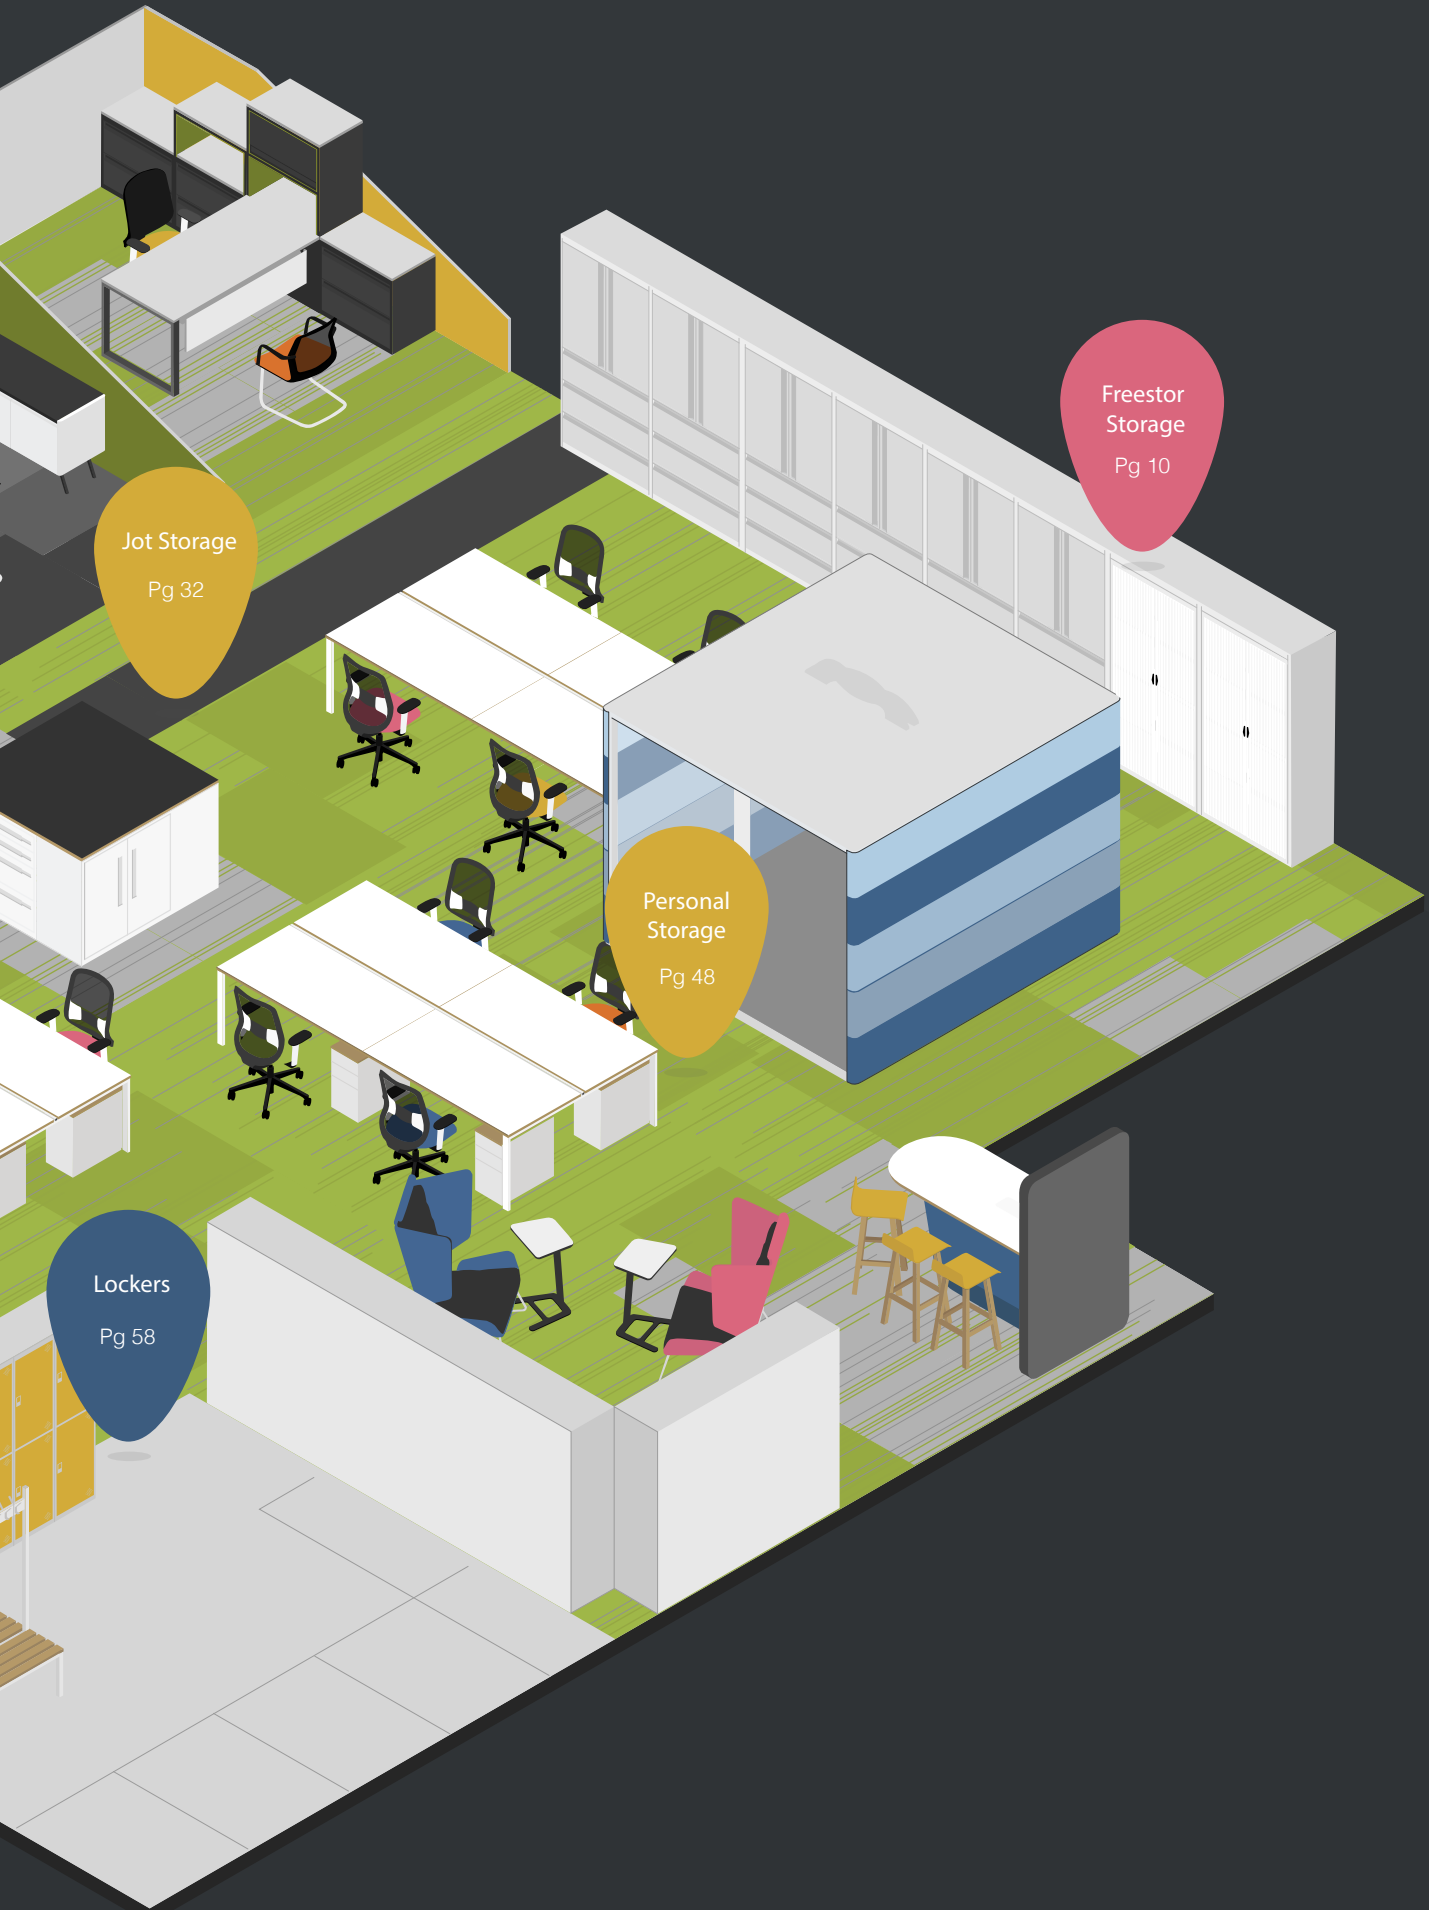 Freestor
Storage
Pg 10
Jot Storage
Pg 32
Personal
Storage
Pg 48
Lockers
Pg 58